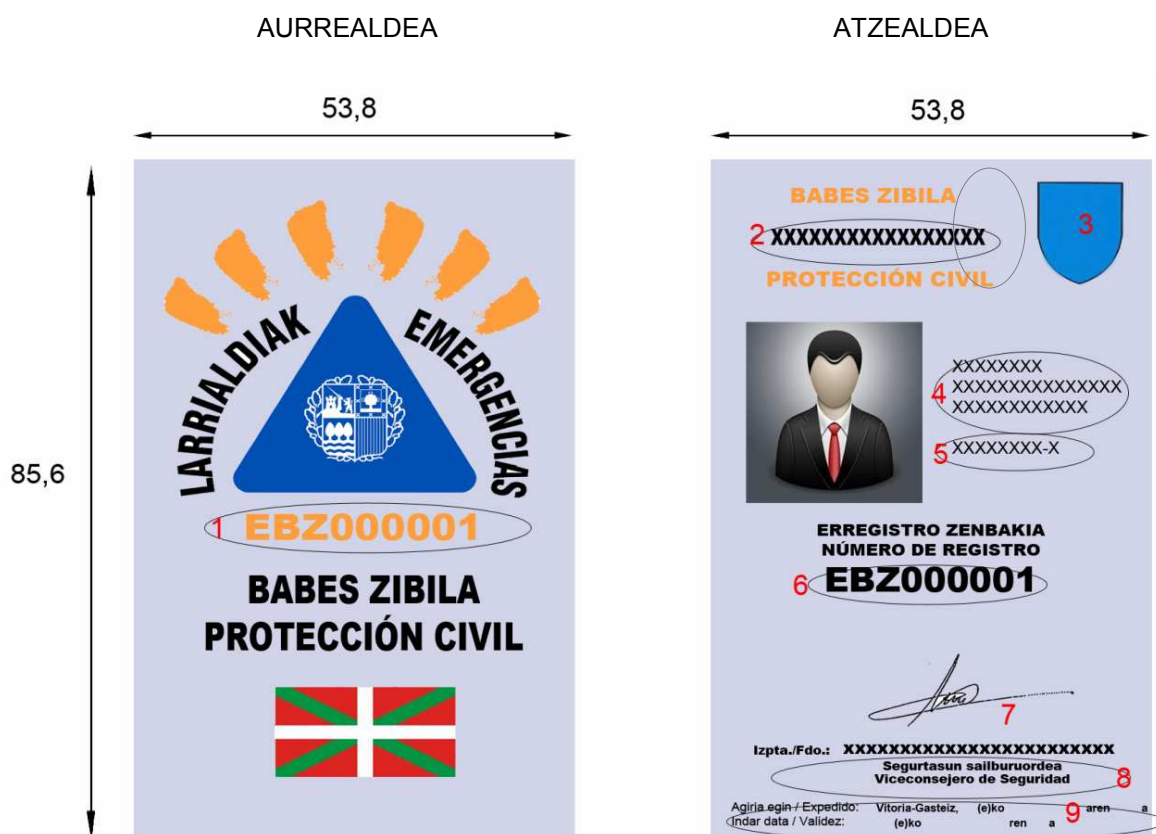 AURREALDEA
ATZEALDEA
53,8
53,8
85,6
LARRIALDIAK
EMERGENCIAS
1 EBZ000001
BABES ZIBILA
PROTECCIÓN CIVIL
BABES ZIBILA
2 XXXXXXXXXXXXXXXXX
PROTECCIÓN CIVIL
3
XXXXXXXX
4 XXXXXXXXXXXXXXX
XXXXXXXXXXXX
5 XXXXXXXX-X
ERREGISTRO ZENBAKIA
NÚMERO DE REGISTRO
6 EBZ000001
7
Izpta./Fdo.: XXXXXXXXXXXXXXXXXXXXXXXX
Segurtasun sailburuordea
Viceconsejero de Seguridad
8
Agiria egin / Expedido: Vitoria-Gasteiz, (e)ko 9 aren a
Indar data / Validez: (e)ko ren a